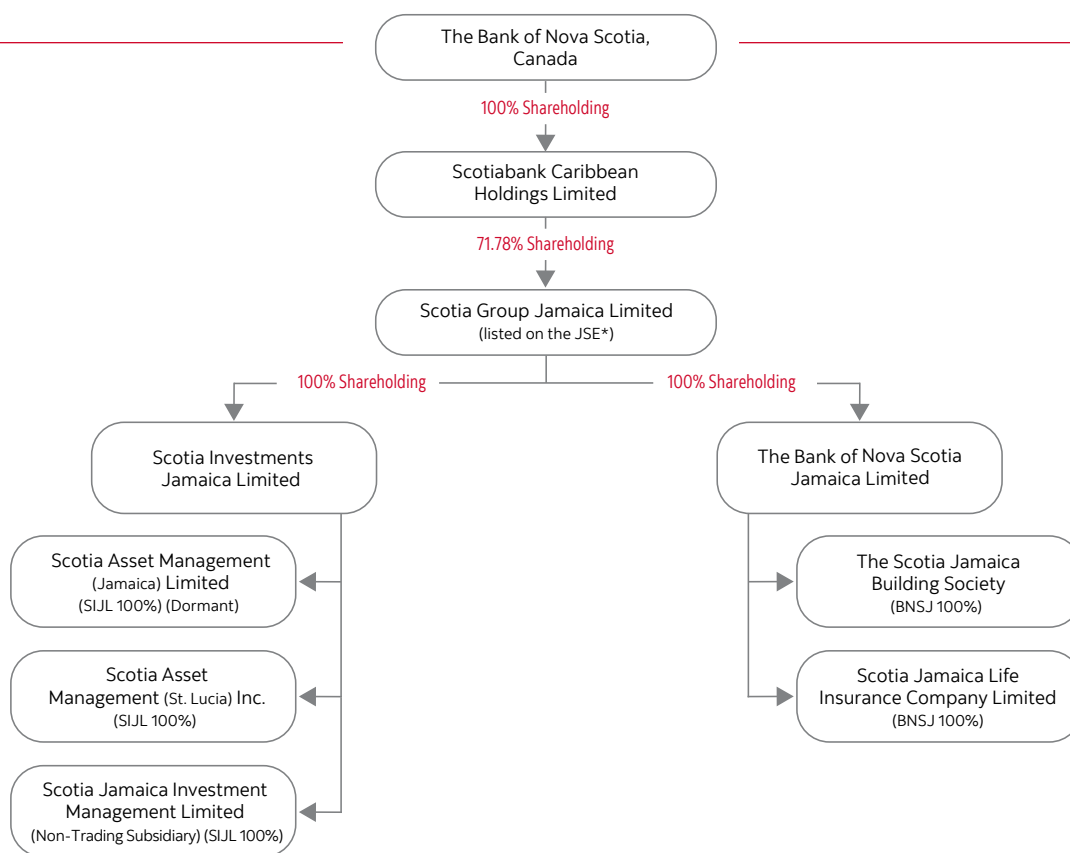 The Bank of Nova Scotia,
Canada
100% Shareholding
Scotiabank Caribbean
Holdings Limited
71.78% Shareholding
Scotia Group Jamaica Limited
(listed on the JSE*)
100% Shareholding
100% Shareholding
Scotia Investments
Jamaica Limited
The Bank of Nova Scotia
Jamaica Limited
Scotia Asset Management
(Jamaica) Limited
(SIJL 100%) (Dormant)
The Scotia Jamaica
Building Society
(BNSJ 100%)
Scotia Asset
Management (St. Lucia) Inc.
(SIJL 100%)
Scotia Jamaica Life
Insurance Company Limited
(BNSJ 100%)
Scotia Jamaica Investment
Management Limited
(Non-Trading Subsidiary) (SIJL 100%)